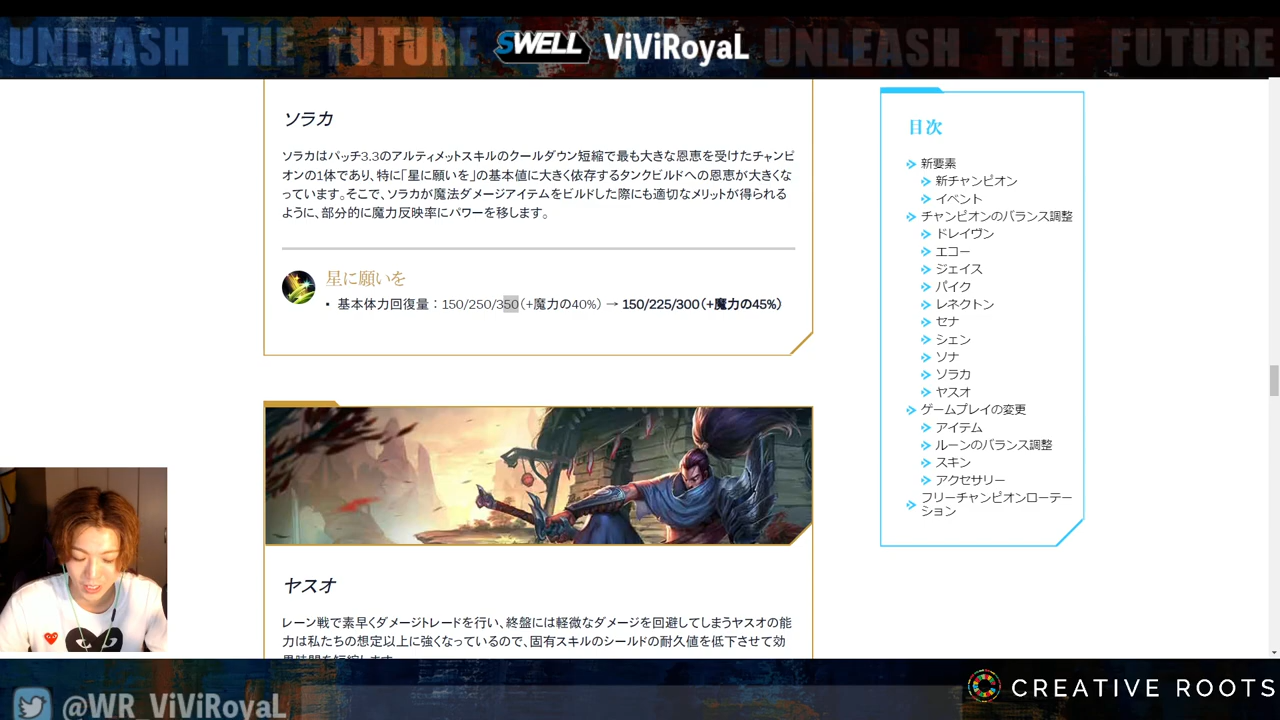 UNLEASH THE FUTURE
SWELL ViViRoyaL
UNLEASH THE FUTURE
ソラカ
ソラカはパッチ3.3のアルティメットスキルのクールダウン短縮で最も大きな恩恵を受けたチャンピ
オンの1体であり、特に「星に願いを」の基本値に大きく依存するタンクビルドへの恩恵が大きくな
っています。そこで、ソラカが魔法ダメージアイテムをビルドした際にも適切なメリットが得られる
ように、部分的に魔力反映率にパワーを移します。
星に願いを
• 基本体力回復量：150/250/350（+魔力の40%） → 150/225/300（+魔力の45%）
ヤスオ
レーン戦で素早くダメージトレードを行い、終盤には軽微なダメージを回避してしまうヤスオの能
力は私たちの想定以上に強くなっているので、固有スキルのシールドの耐久値を低下させて効
目次
新要素
新チャンピオン
イベント
チャンピオンのバランス調整
ドレイヴン
エコー
ジェイス
パイク
レネクトン
セナ
シェン
ソナ
ソラカ
ヤスオ
ゲームプレイの変更
アイテム
ルーンのバランス調整
スキン
アクセサリー
フリーチャンピオンローテー
ション
@WR_ViViRoyaL
CREATIVE ROOTS